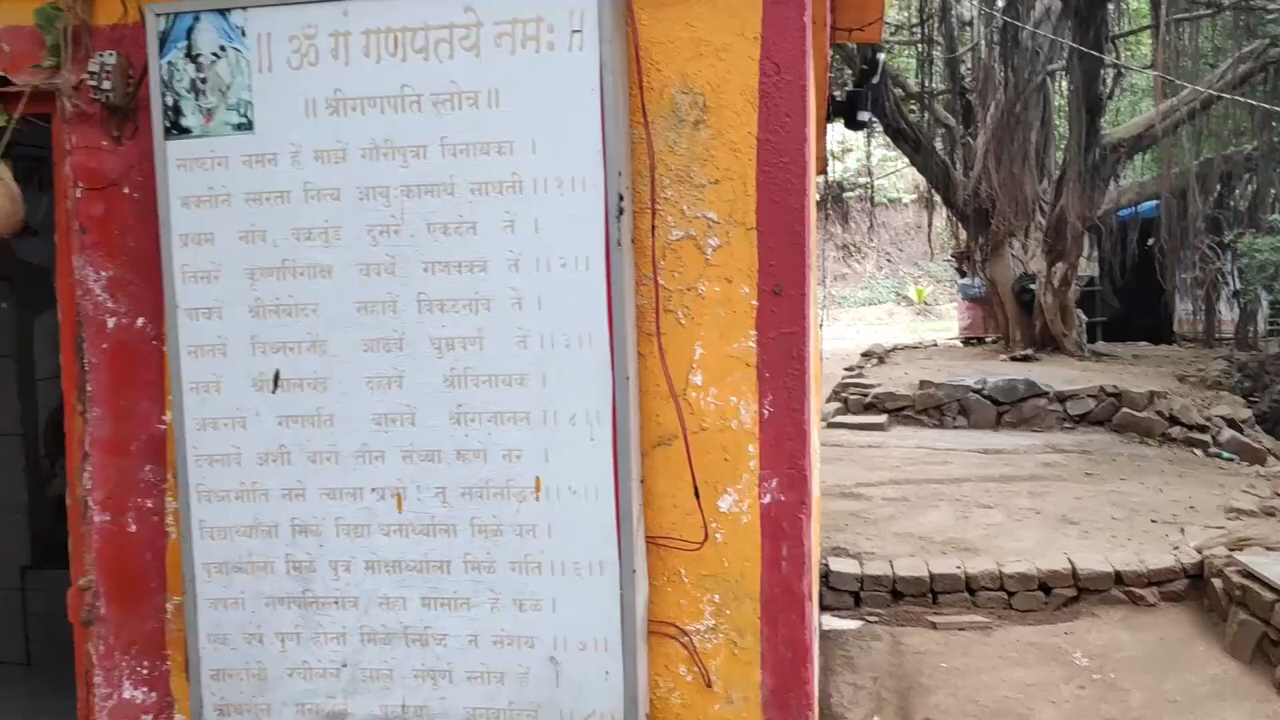 ॥ ॐ गं गणपतये नमः ॥
॥ श्रीगणपति स्तोत्र ॥
साष्टांग नमन हें माझें गौरीपुत्रा विनायका ।
भक्तीने स्मरता नित्य आयुःकामार्थ साधती ॥१॥
प्रथम नांव वक्रतुंड दुसरें एकदंत तें ।
तिसरें कृष्णपिंगाक्ष चवथें गजवक्त्र तें ॥२॥
पाचवें श्रीलंबोदर सहावें विकटनांव तें ।
सातवें विघ्नराजेंद्र आठवें धुम्रवर्ण तें ॥३॥
नववें श्रीभालचंद्र दहावें श्रीविनायक ।
अकरावें गणपति बारावें श्रीगजानन ॥४॥
देवनावें अशी बारा तीन संध्या म्हणे नर ।
विघ्नभीति नसे त्याला प्रभो ! तू सर्वसिद्धिद ॥५॥
विद्यार्थ्याला मिळे विद्या धनार्थ्याला मिळे धन ।
पुत्रार्थ्याला मिळे पुत्र मोक्षार्थ्याला मिळे गति ॥६॥
जपतां गणपतिस्तोत्र सहा मासांत हें फळ ।
एक वर्ष पुर्ण होतां मिळे सिध्दि न संशय ॥७॥
नारदांनी रचीलेलें झाले संपूर्ण स्तोत्र हें ।